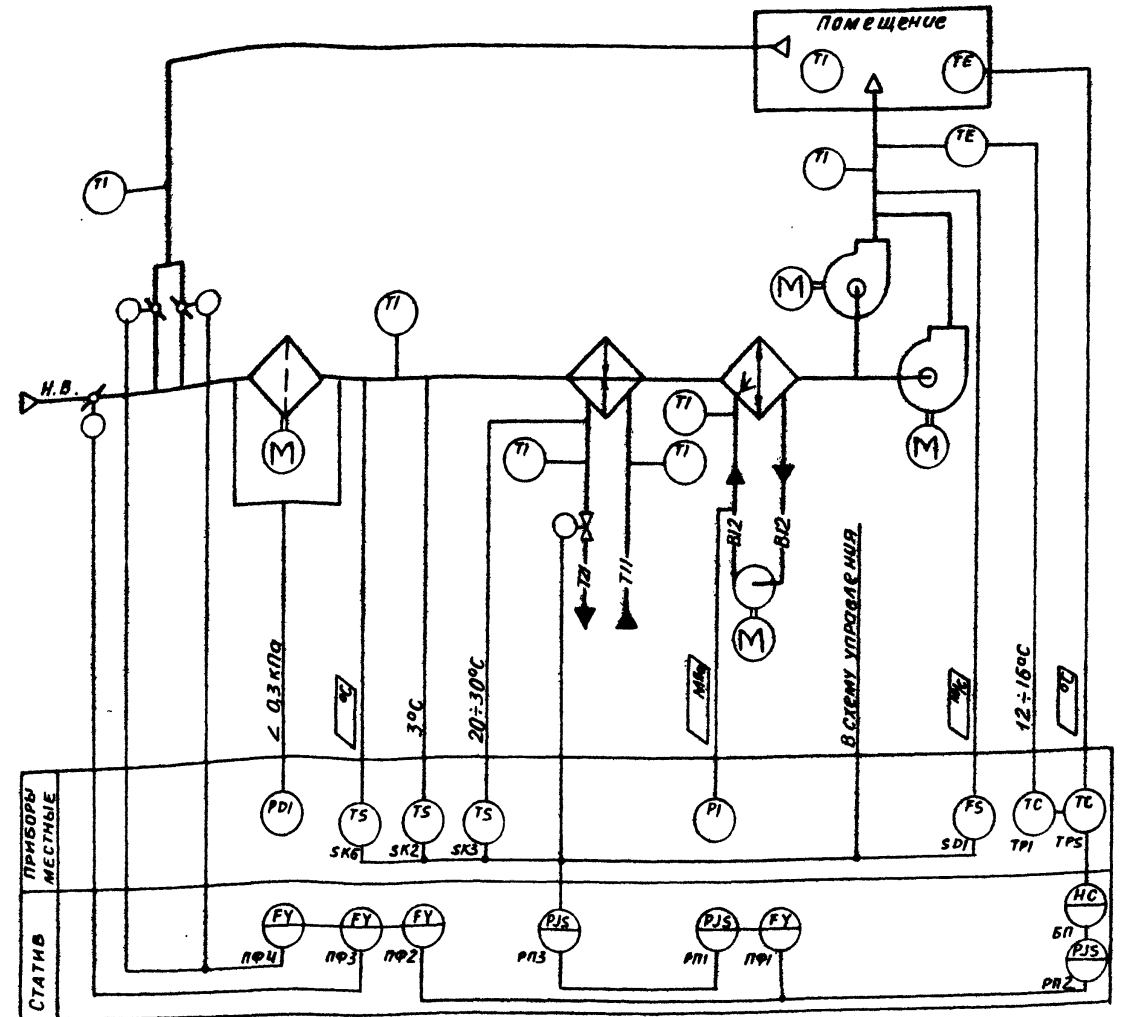 ПОМЕЩЕНИЕ
TI
TE
TI
TE
TI
M
TI
Н.В.
M
TI
TI
TI
M
T21
T11
B12
B12
M
< 0,3 кПа
°C
3°C
20÷30°C
МПа
В СХЕМУ УПРАВЛЕНИЯ
12÷16°C
°C
ПРИБОРЫ
МЕСТНЫЕ
PDI
TS
SK6
TS
SK2
TS
SK3
PI
FS
SD1
TC
TP1
TC
TP5
СТАТИВ
FY
ПФ4
FY
ПФ3
FY
ПФ2
PJS
РП3
PJS
РП1
FY
ПФ1
HC
БП
PJS
РП2